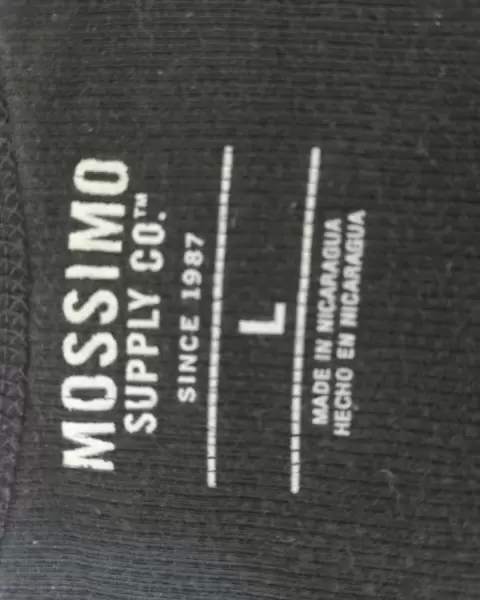 MOSSIMO
SUPPLY CO.™
SINCE 1987
L
MADE IN NICARAGUA
HECHO EN NICARAGUA